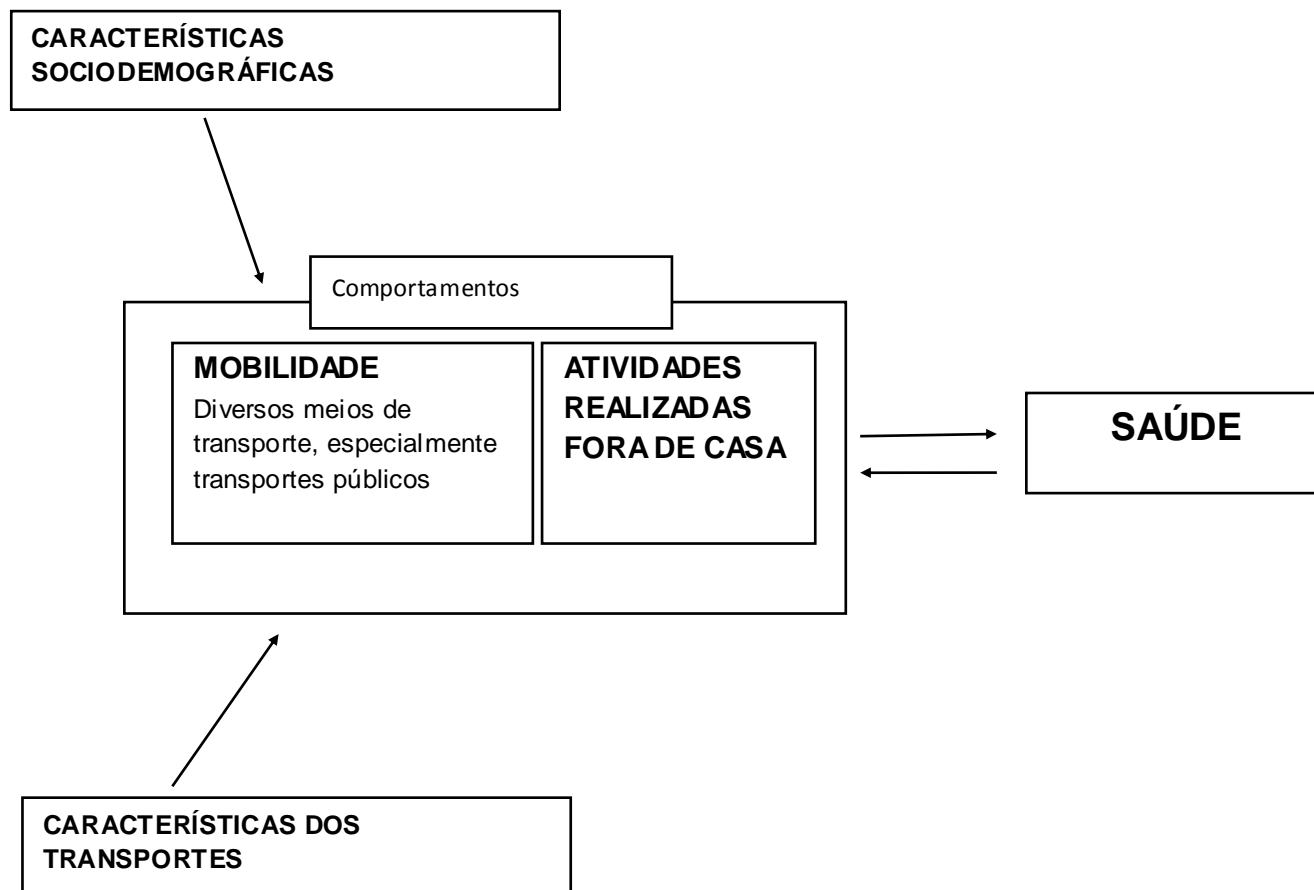 CARACTERÍSTICAS
SOCIODEMOGRÁFICAS
Comportamentos
MOBILIDADE
Diversos meios de
transporte, especialmente
transportes públicos
ATIVIDADES
REALIZADAS
FORA DE CASA
SAÚDE
CARACTERÍSTICAS DOS
TRANSPORTES